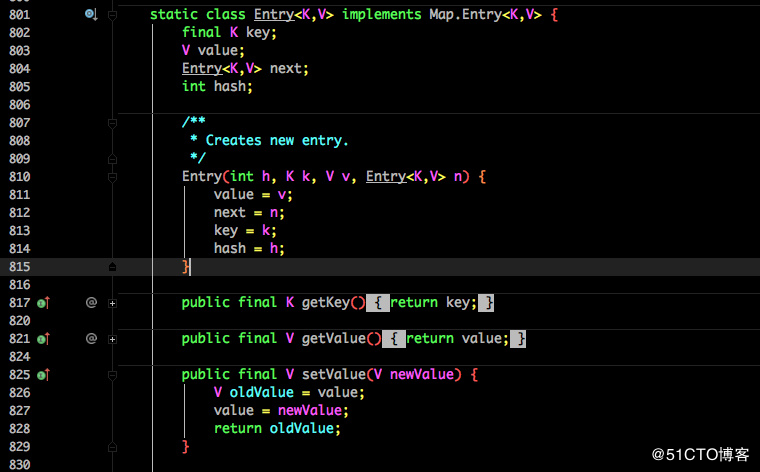 801 static class Entry<K,V> implements Map.Entry<K,V> {
802 final K key;
803 V value;
804 Entry<K,V> next;
805 int hash;
806
807 /**
808 * Creates new entry.
809 */
810 Entry(int h, K k, V v, Entry<K,V> n) {
811 value = v;
812 next = n;
813 key = k;
814 hash = h;
815 }
816
817 @ public final K getKey() { return key; }
820
821 @ public final V getValue() { return value; }
824
825 public final V setValue(V newValue) {
826 V oldValue = value;
827 value = newValue;
828 return oldValue;
829 }
830
@51CTO博客